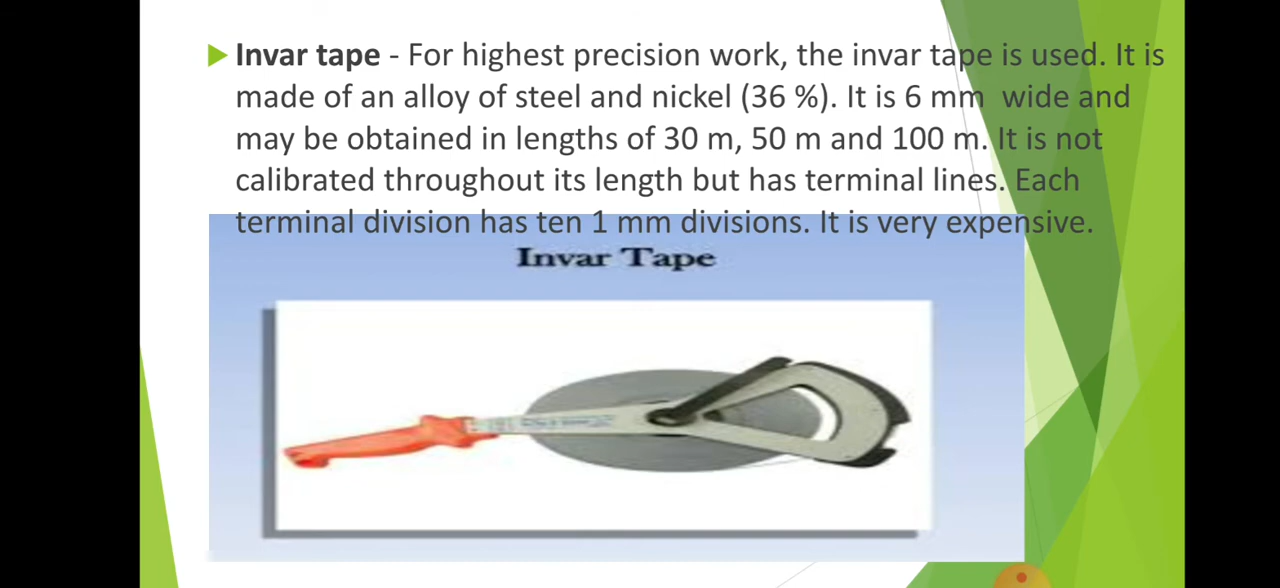 Invar tape - For highest precision work, the invar tape is used. It is
made of an alloy of steel and nickel (36 %). It is 6 mm  wide and
may be obtained in lengths of 30 m, 50 m and 100 m. It is not
calibrated throughout its length but has terminal lines. Each
terminal division has ten 1 mm divisions. It is very expensive.
Invar Tape